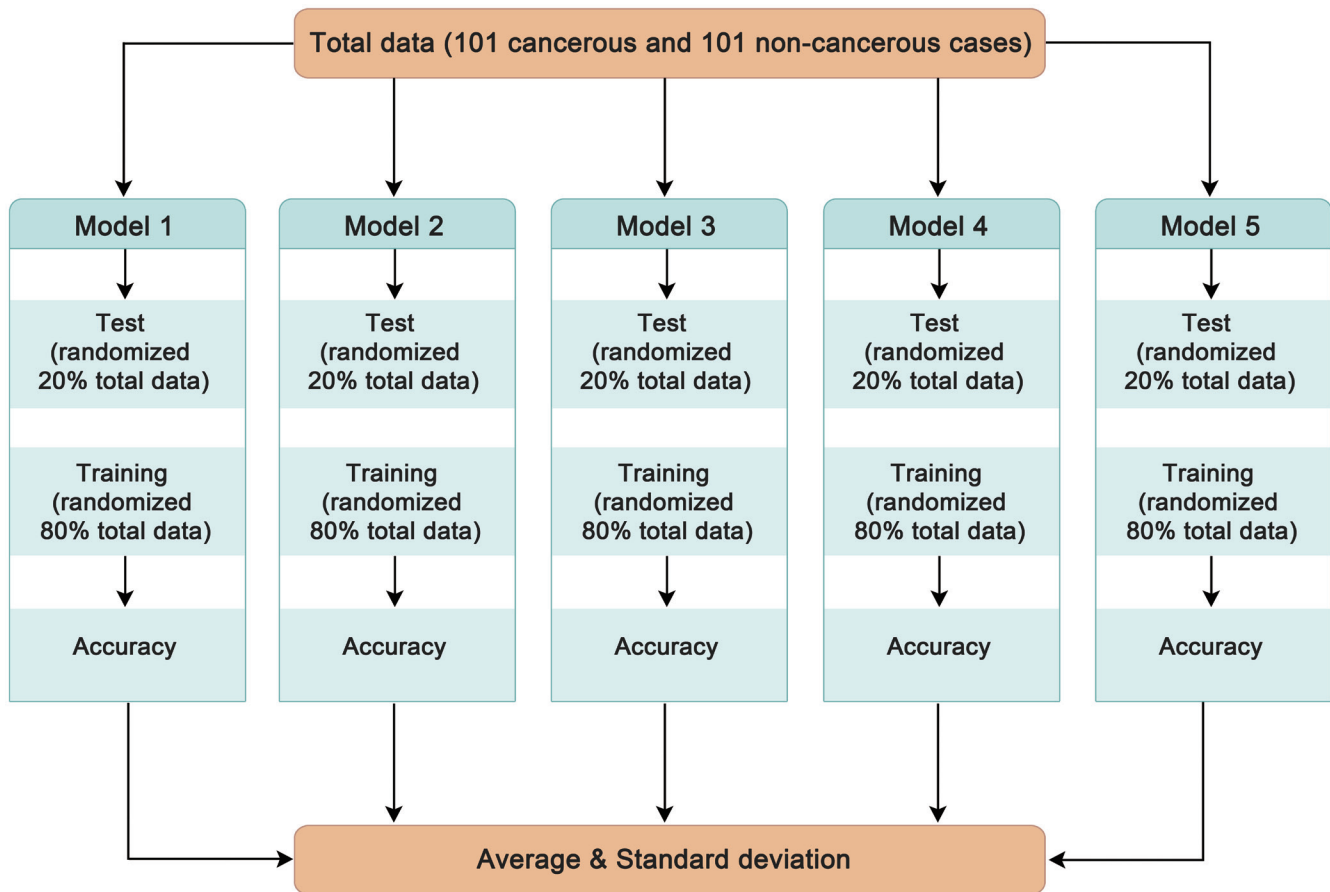 Total data (101 cancerous and 101 non-cancerous cases)
Model 1
Test
(randomized
20% total data)
Training
(randomized
80% total data)
Accuracy
Model 2
Test
(randomized
20% total data)
Training
(randomized
80% total data)
Accuracy
Model 3
Test
(randomized
20% total data)
Training
(randomized
80% total data)
Accuracy
Model 4
Test
(randomized
20% total data)
Training
(randomized
80% total data)
Accuracy
Model 5
Test
(randomized
20% total data)
Training
(randomized
80% total data)
Accuracy
Average & Standard deviation